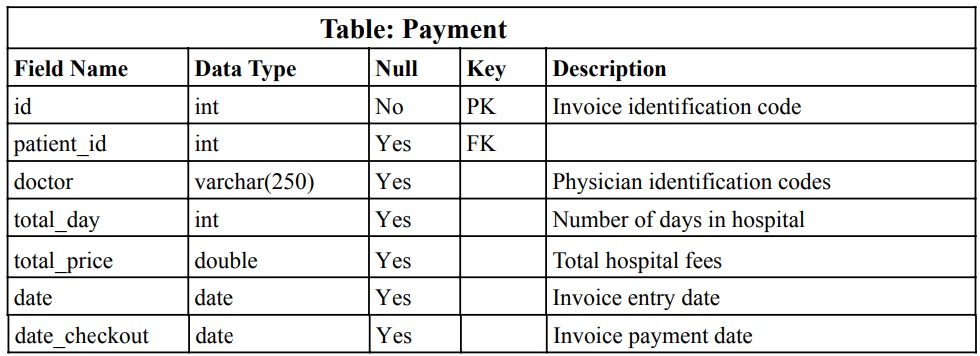 Table: Payment
Field Name Data Type Null Key Description
id int No PK Invoice identification code
patient_id int Yes FK
doctor varchar(250) Yes Physician identification codes
total_day int Yes Number of days in hospital
total_price double Yes Total hospital fees
date date Yes Invoice entry date
date_checkout date Yes Invoice payment date